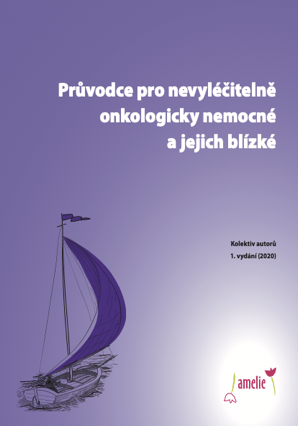 Průvodce pro nevyléčitelně
onkologicky nemocné
a jejich blízké
Kolektiv autorů
1. vydání (2020)
amelie